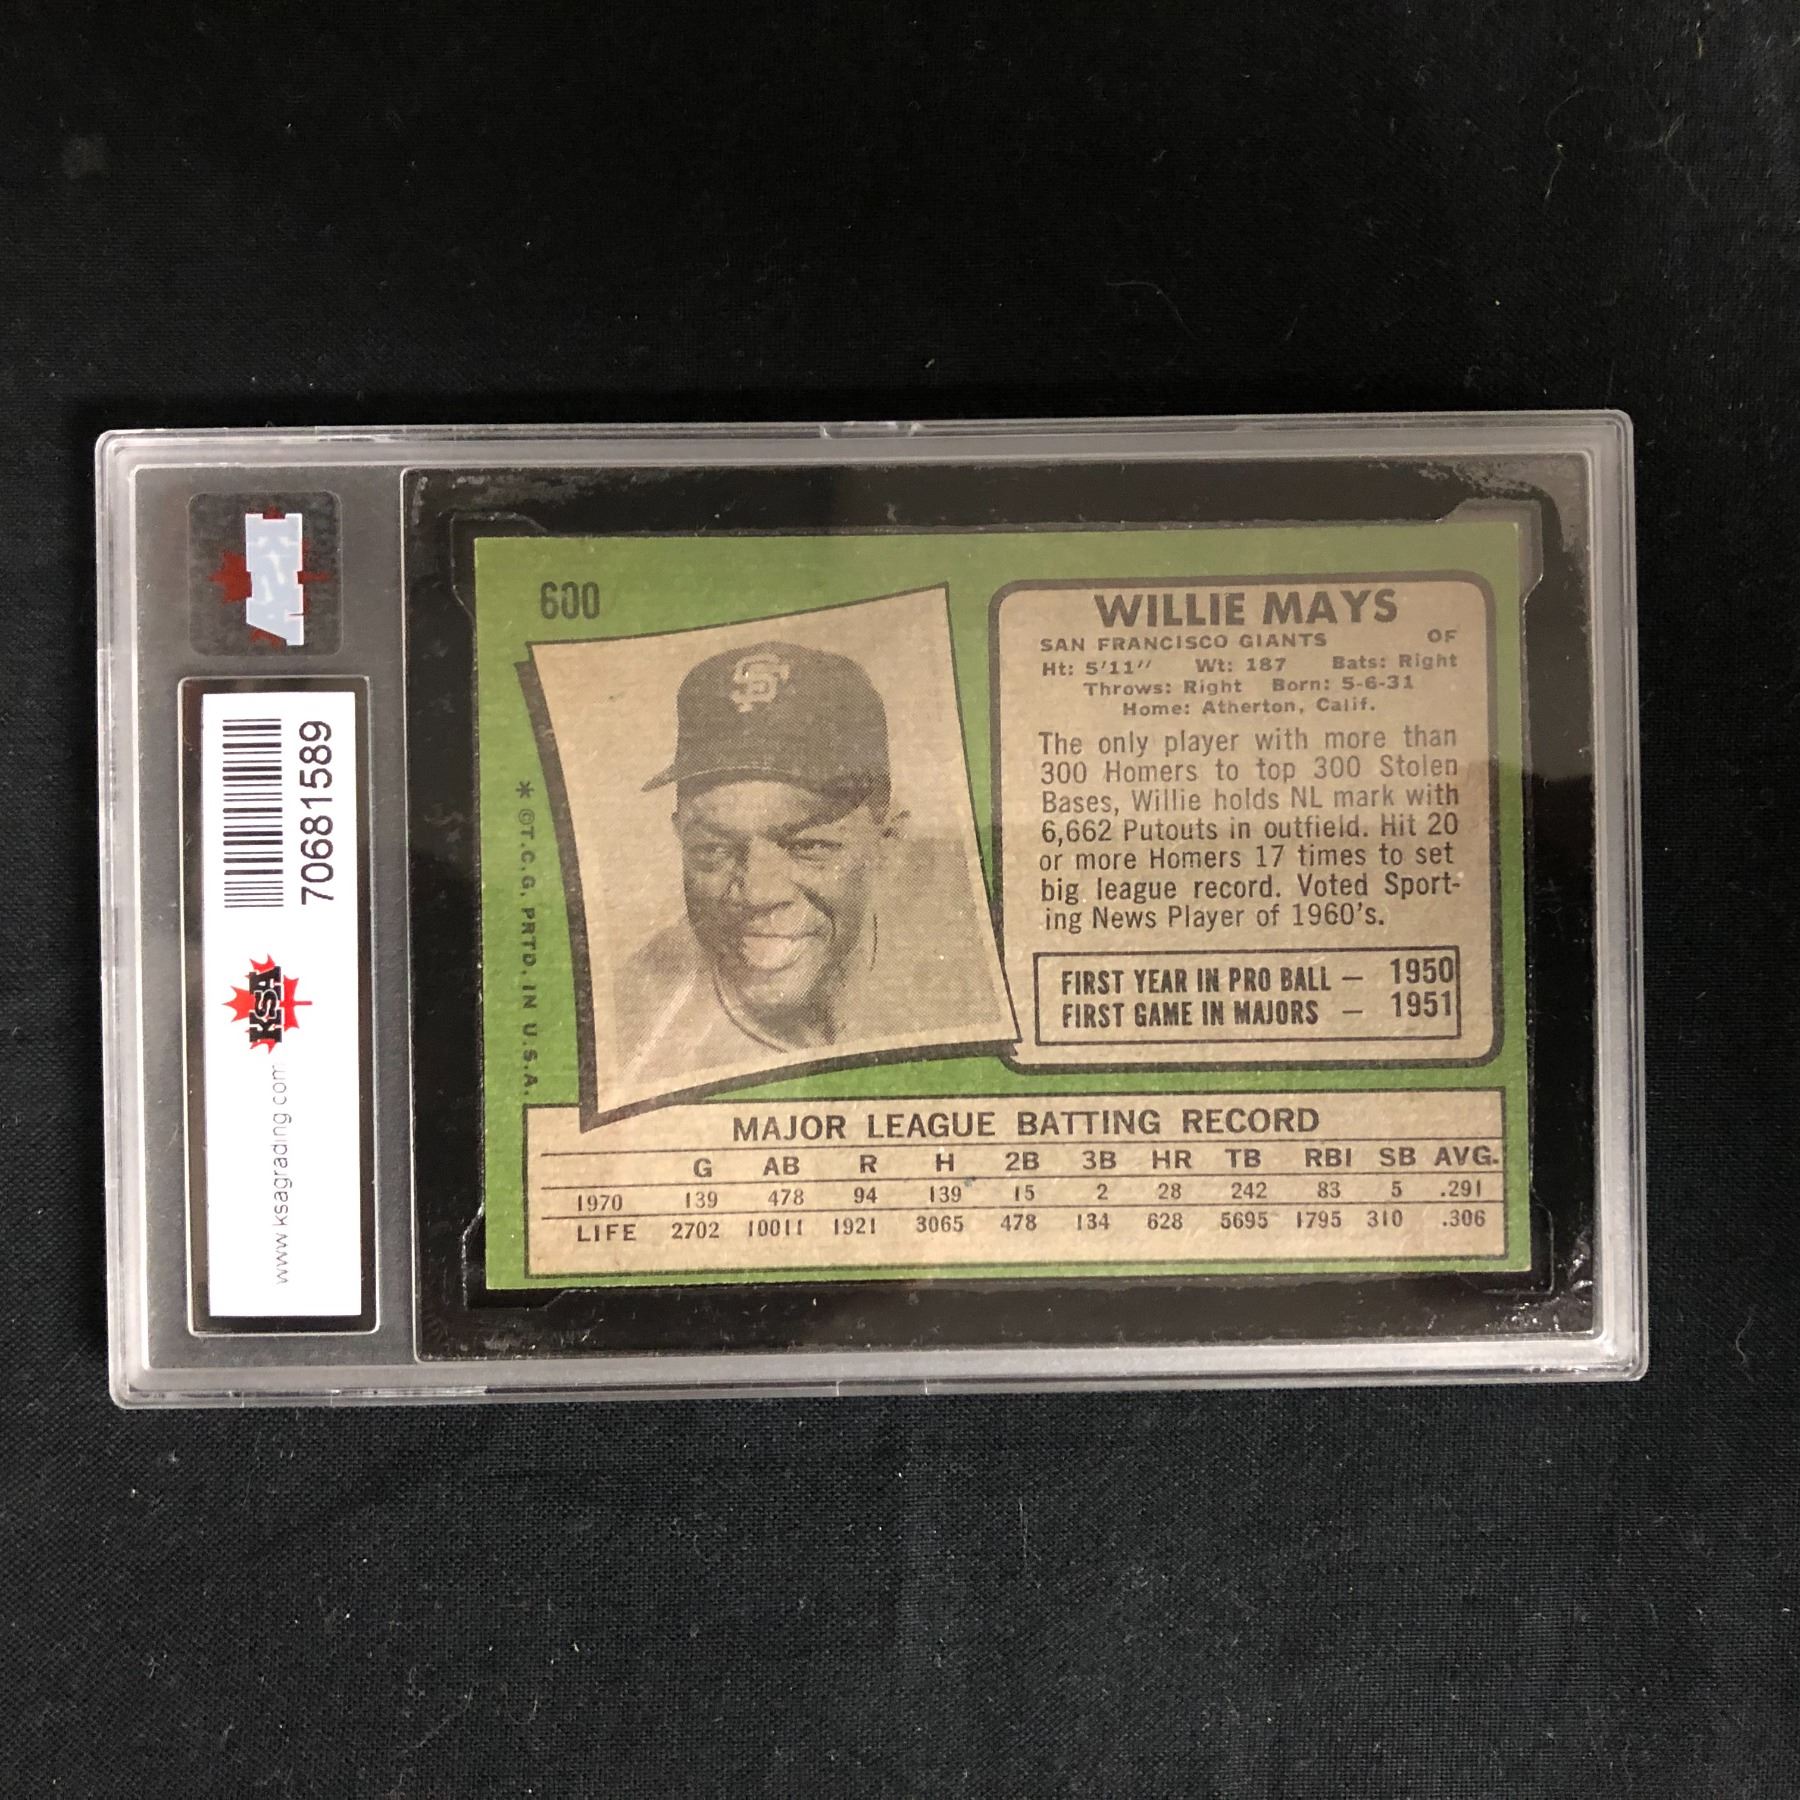 600
WILLIE MAYS
SAN FRANCISCO GIANTS OF
Ht: 5'11" Wt: 187 Bats: Right
Throws: Right Born: 5-6-31
Home: Atherton, Calif.
The only player with more than
300 Homers to top 300 Stolen
Bases, Willie holds NL mark with
6,662 Putouts in outfield. Hit 20
or more Homers 17 times to set
big league record. Voted Sport-
ing News Player of 1960's.
FIRST YEAR IN PRO BALL — 1950
FIRST GAME IN MAJORS — 1951
* ©T.C.G. PRTD. IN U.S.A.
MAJOR LEAGUE BATTING RECORD
G AB R H 2B 3B HR TB RBI SB AVG.
1970 139 478 94 139 15 2 28 242 83 5 .291
LIFE 2702 10011 1921 3065 478 134 628 5695 1795 310 .306
SF
70681589
KSA
www.ksagrading.com
KSA